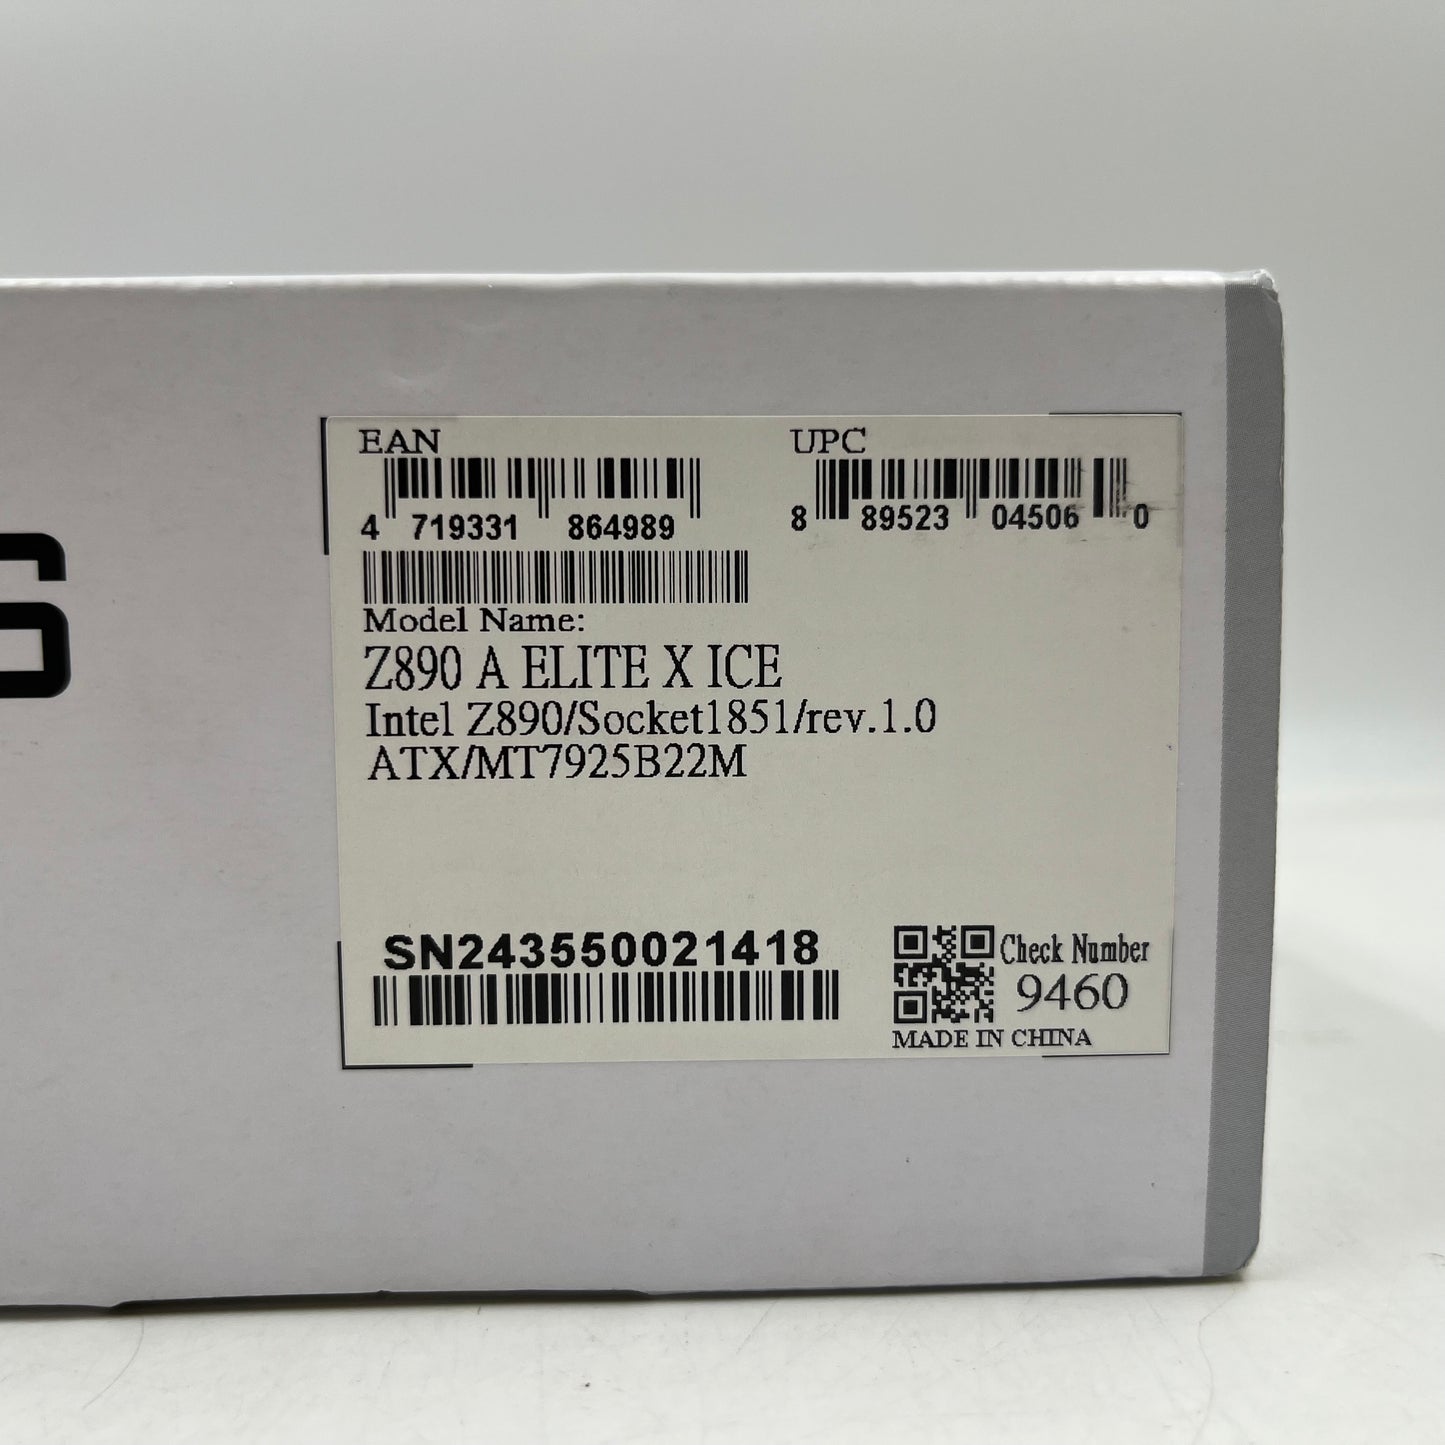 S
EAN
UPC
4 719331 864989
8 89523 04506 0
Model Name:
Z890 A ELITE X ICE
Intel Z890/Socket1851/rev.1.0
ATX/MT7925B22M
SN243550021418
Check Number
9460
MADE IN CHINA